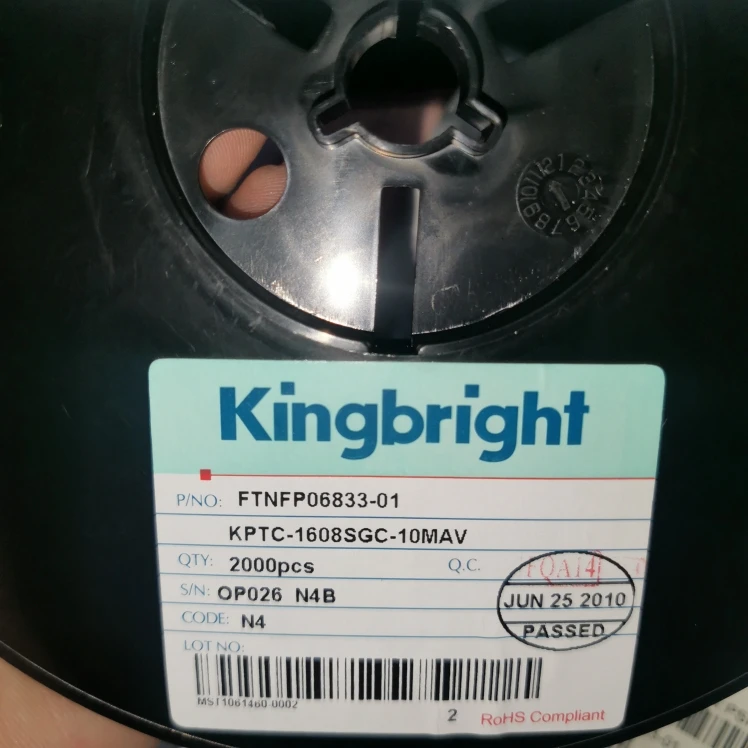 Kingbright
P/NO: FTNFP06833-01
KPTC-1608SGC-10MAV
QTY: 2000pcs
Q.C. FQA14
S/N: OP026 N4B
JUN 25 2010
CODE: N4
PASSED
LOT NO:
MST1061460-0002
2 RoHS Compliant